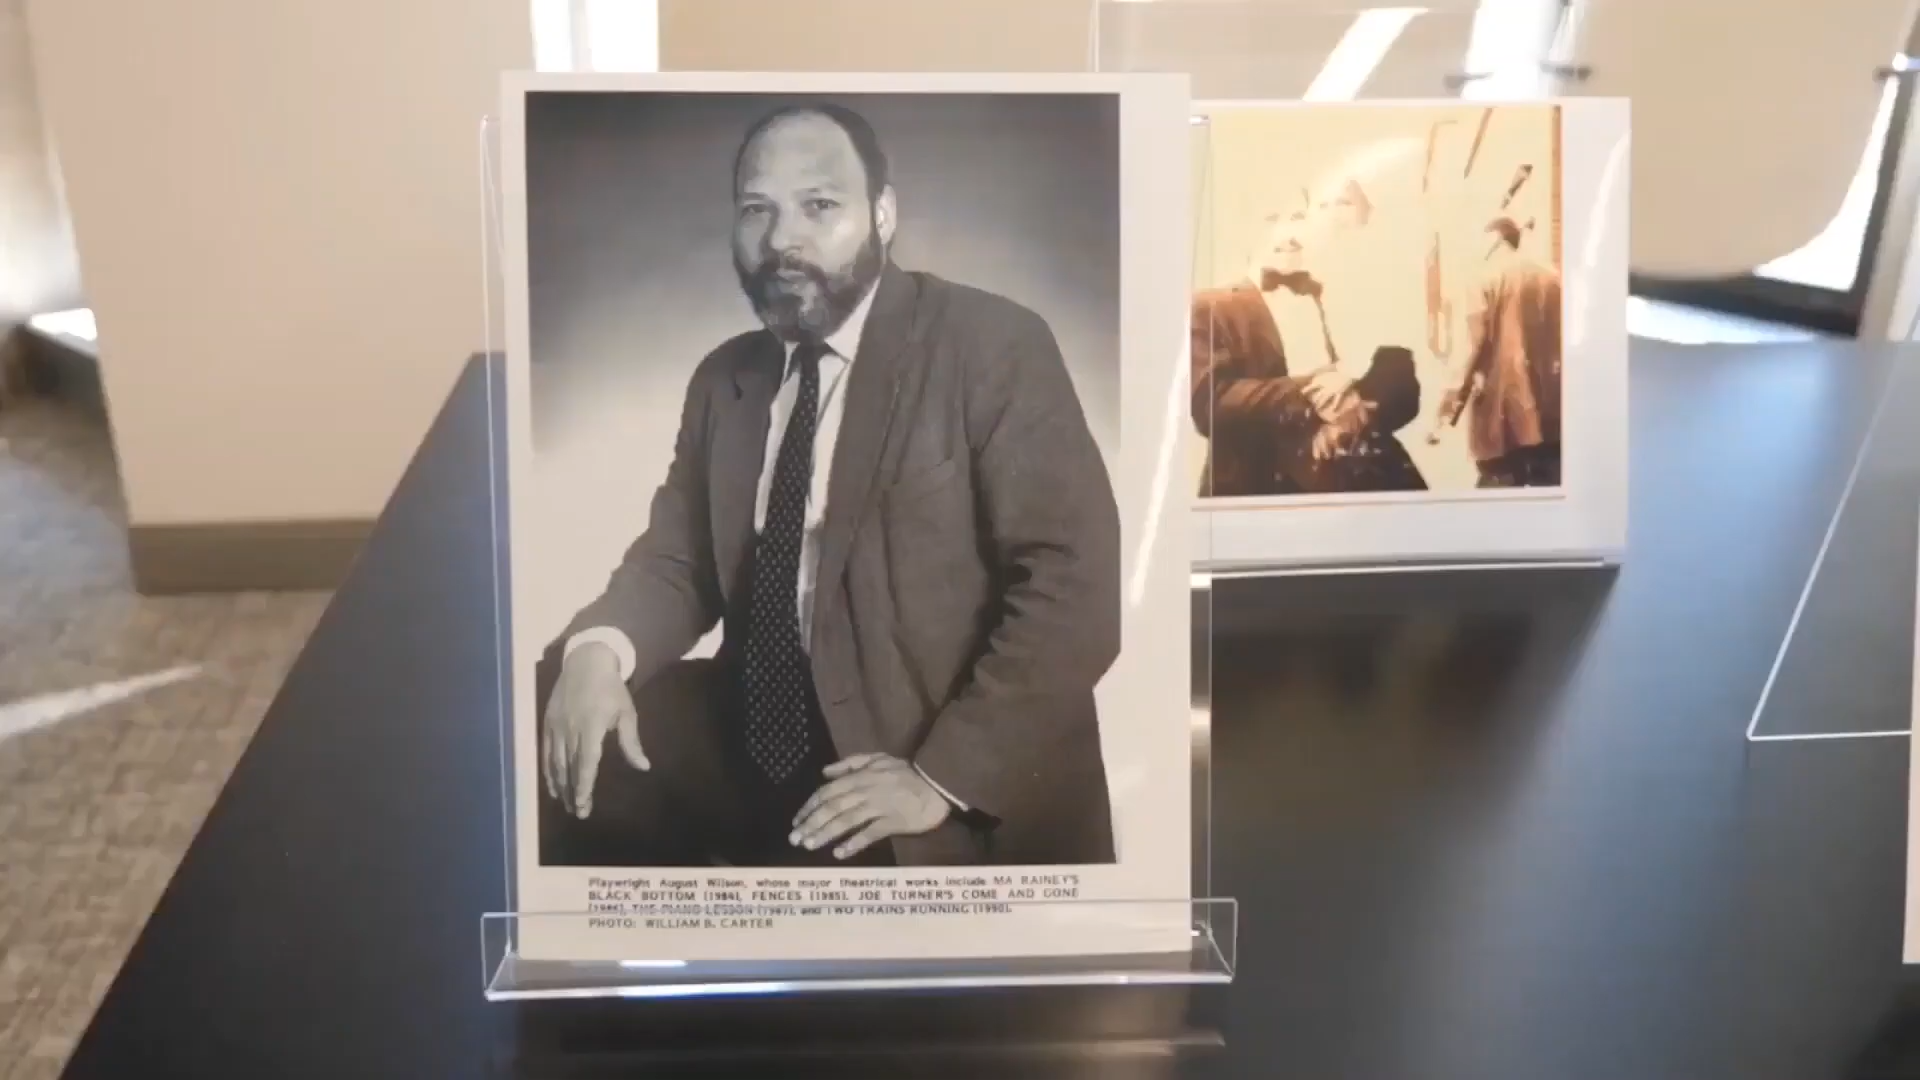 Playwright August Wilson, whose major theatrical works include MA RAINEY'S
BLACK BOTTOM (1984), FENCES (1985), JOE TURNER'S COME AND GONE
(1986), THE PIANO LESSON (1987), and TWO TRAINS RUNNING (1990).
PHOTO: WILLIAM B. CARTER